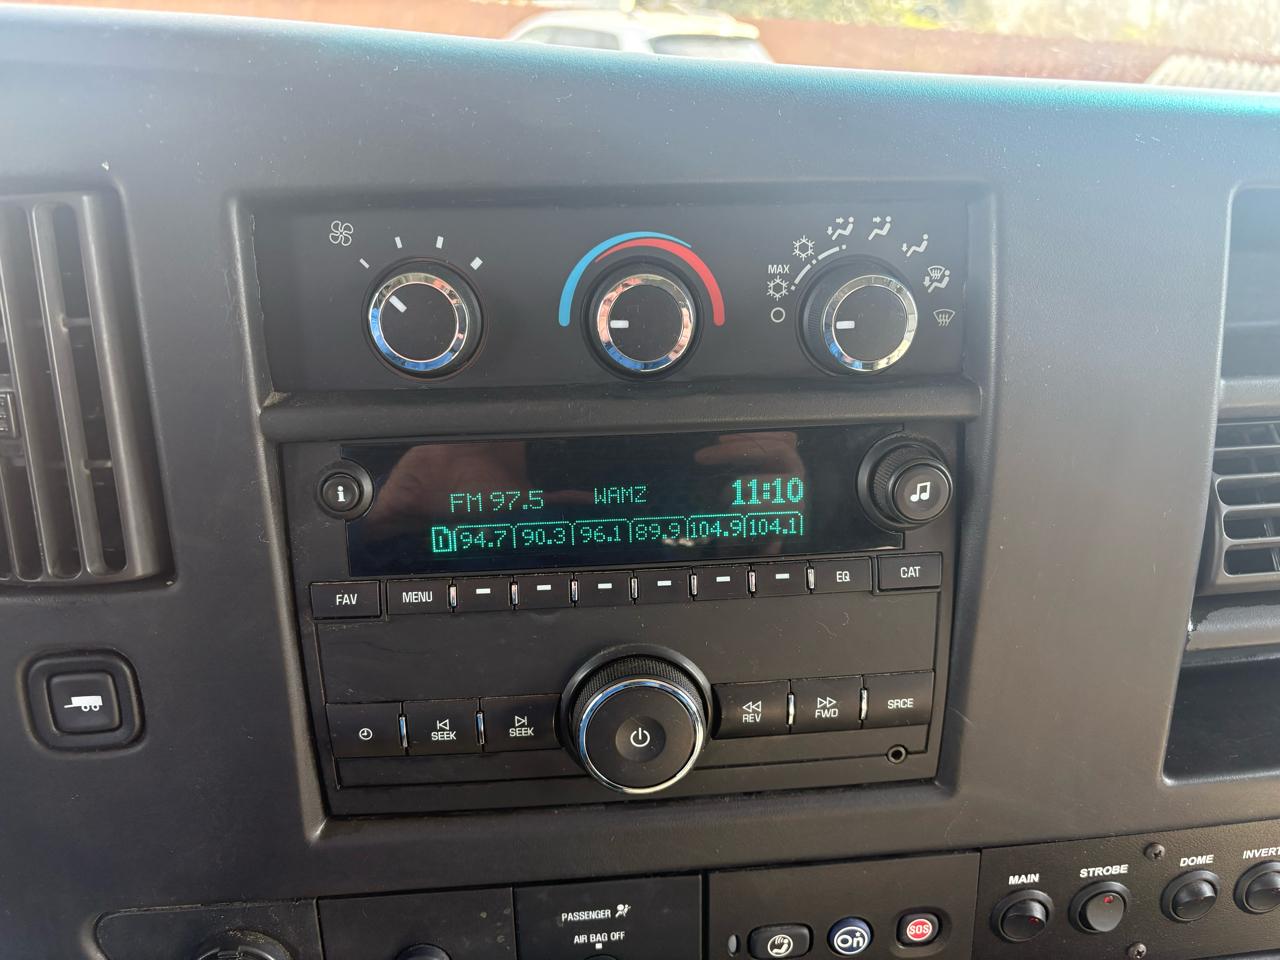 MAX
i
FM 97.5 WAMZ 11:10
1 94.7 90.3 96.1 89.9 104.9 104.1
FAV MENU EQ CAT
SEEK SEEK REV FWD SRCE
MAIN STROBE DOME INVERT
PASSENGER
AIR BAG OFF
On SOS